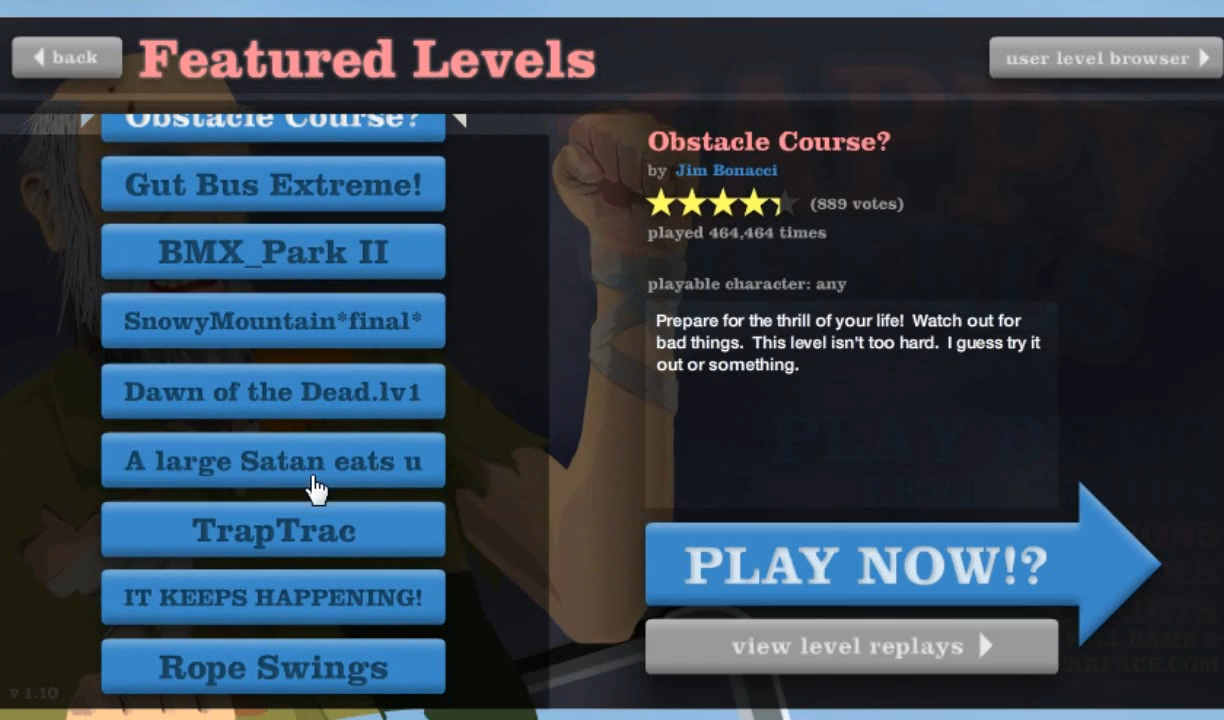 back
Featured Levels
user level browser
Obstacle Course?
Gut Bus Extreme!
BMX_Park II
SnowyMountain*final*
Dawn of the Dead.lv1
A large Satan eats u
TrapTrac
IT KEEPS HAPPENING!
Rope Swings
v 1.10
Obstacle Course?
by Jim Bonacci
(889 votes)
played 464,464 times
playable character: any
Prepare for the thrill of your life! Watch out for
bad things. This level isn't too hard. I guess try it
out or something.
PLAY NOW!?
view level replays